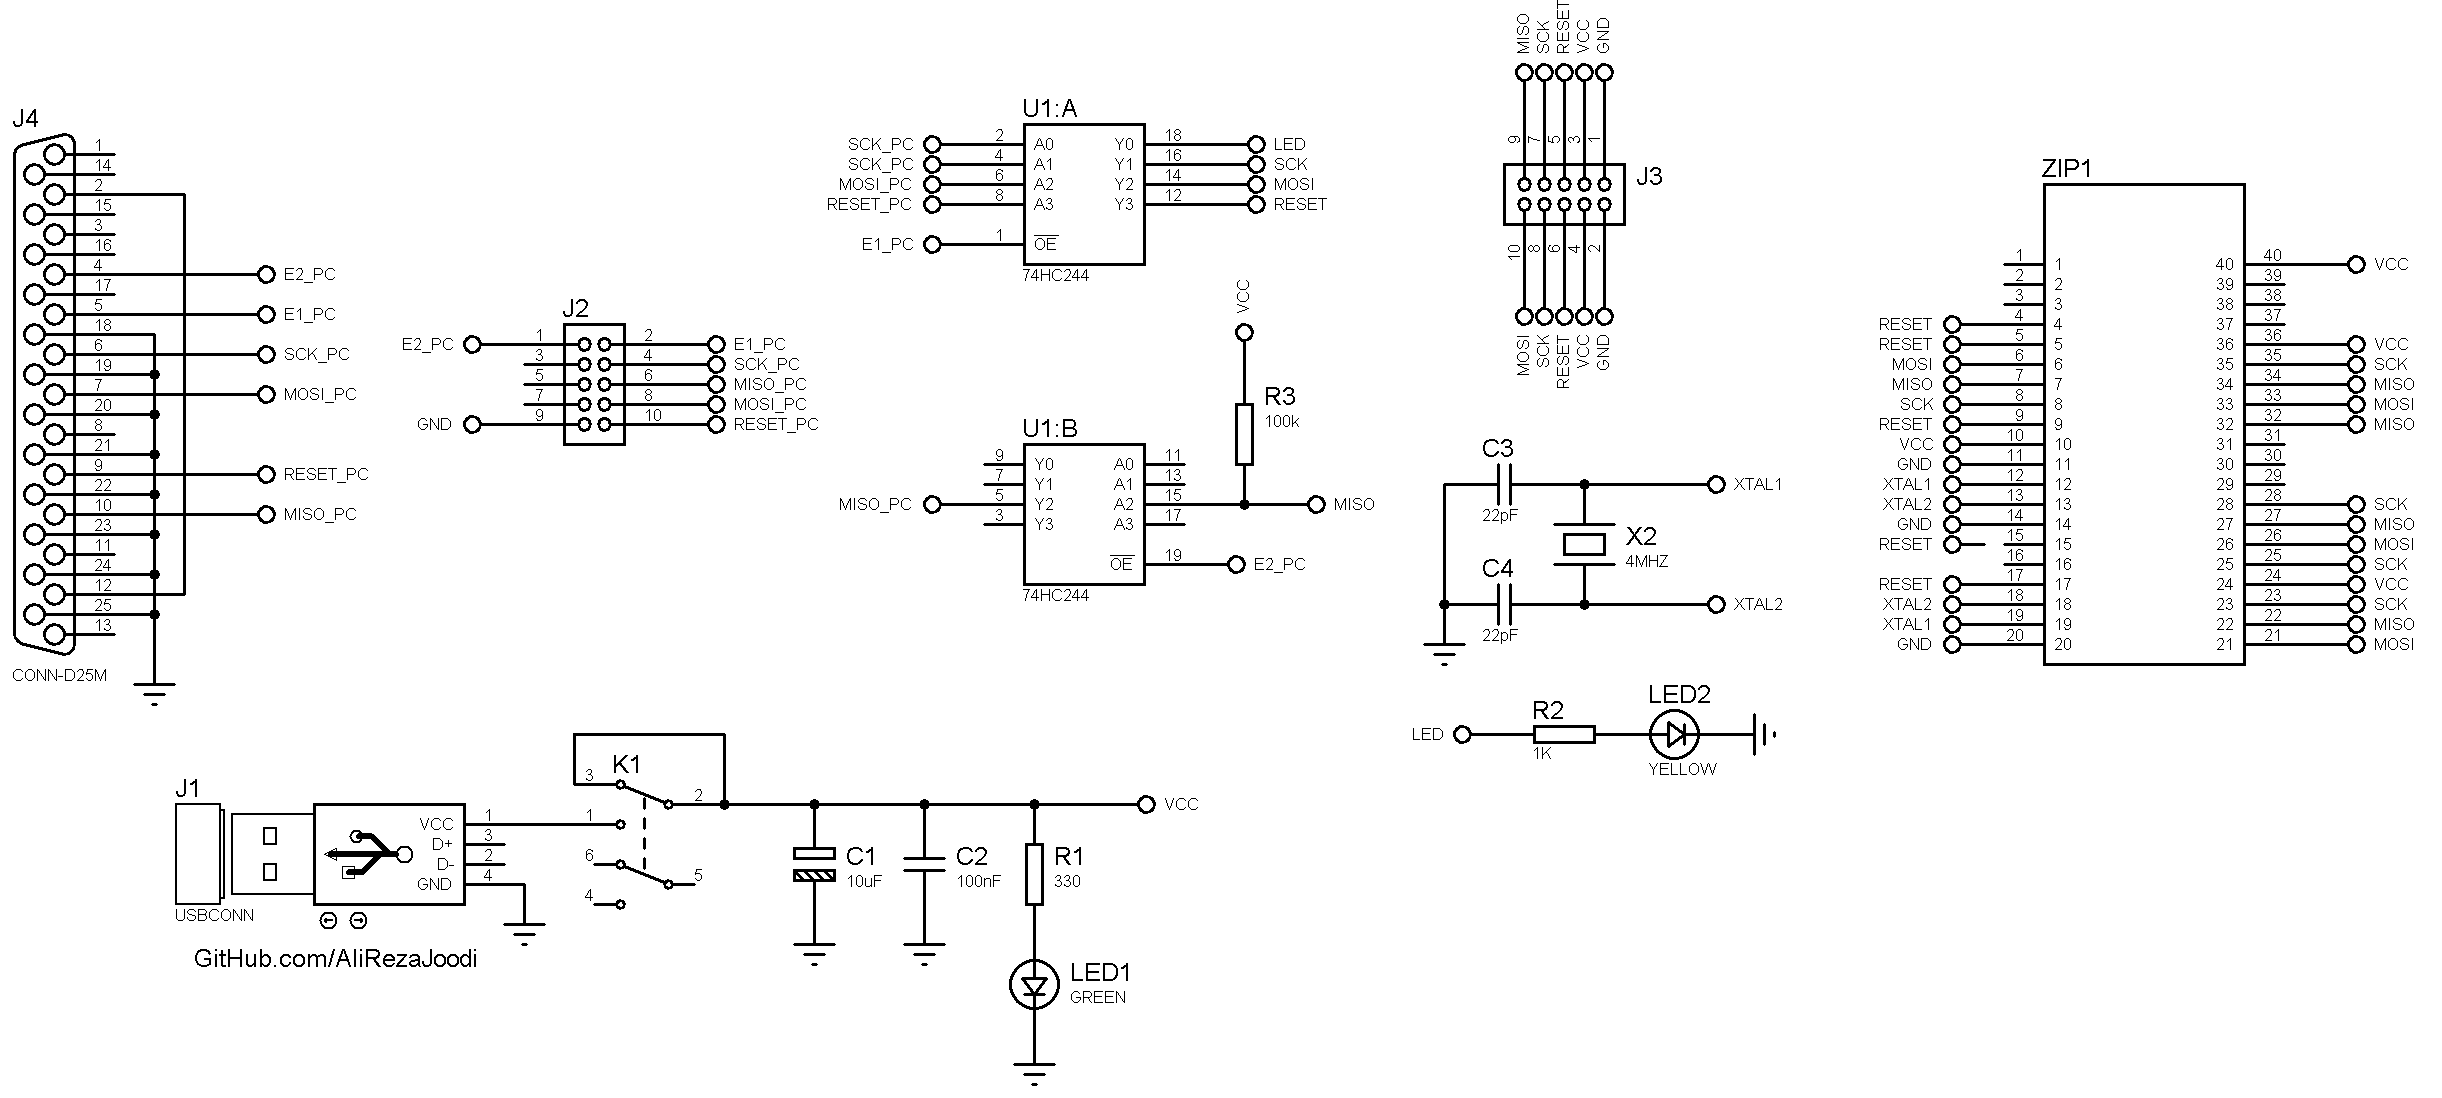 J4
1
14
2
15
3
16
4 E2_PC
17
5 E1_PC
18
6 SCK_PC
19
7 MOSI_PC
20
8
21
9 RESET_PC
22
10 MISO_PC
23
11
24
12
25
13
CONN-D25M
J2
E2_PC 1 2 E1_PC
3 4 SCK_PC
5 6 MISO_PC
7 8 MOSI_PC
GND 9 10 RESET_PC
U1:A
SCK_PC 2 A0 Y0 18 LED
SCK_PC 4 A1 Y1 16 SCK
MOSI_PC 6 A2 Y2 14 MOSI
RESET_PC 8 A3 Y3 12 RESET
E1_PC 1 OE
74HC244
VCC
R3
100k
U1:B
9 Y0 A0 11
7 Y1 A1 13
MISO_PC 5 Y2 A2 15 MISO
3 Y3 A3 17
OE 19 E2_PC
74HC244
MISO SCK RESET VCC GND
9 7 5 3 1
J3
10 8 6 4 2
MOSI SCK RESET VCC GND
C3
22pF
XTAL1
X2
4MHZ
C4
22pF
XTAL2
LED R2 LED2
1K YELLOW
ZIP1
1 1 40 40 VCC
2 2 39 39
3 3 38 38
RESET 4 4 37 37
RESET 5 5 36 36 VCC
MOSI 6 6 35 35 SCK
MISO 7 7 34 34 MISO
SCK 8 8 33 33 MOSI
RESET 9 9 32 32 MISO
VCC 10 10 31 31
GND 11 11 30 30
XTAL1 12 12 29 29
XTAL2 13 13 28 28 SCK
GND 14 14 27 27 MISO
RESET 15 15 26 26 MOSI
16 16 25 25 SCK
RESET 17 17 24 24 VCC
XTAL2 18 18 23 23 SCK
XTAL1 19 19 22 22 MISO
GND 20 20 21 21 MOSI
J1
VCC 1
D+ 3
D- 2
GND 4
USBCONN
GitHub.com/AliRezaJoodi
K1
3 2
1
6 5
4
VCC
C1
10uF
C2
100nF
R1
330
LED1
GREEN